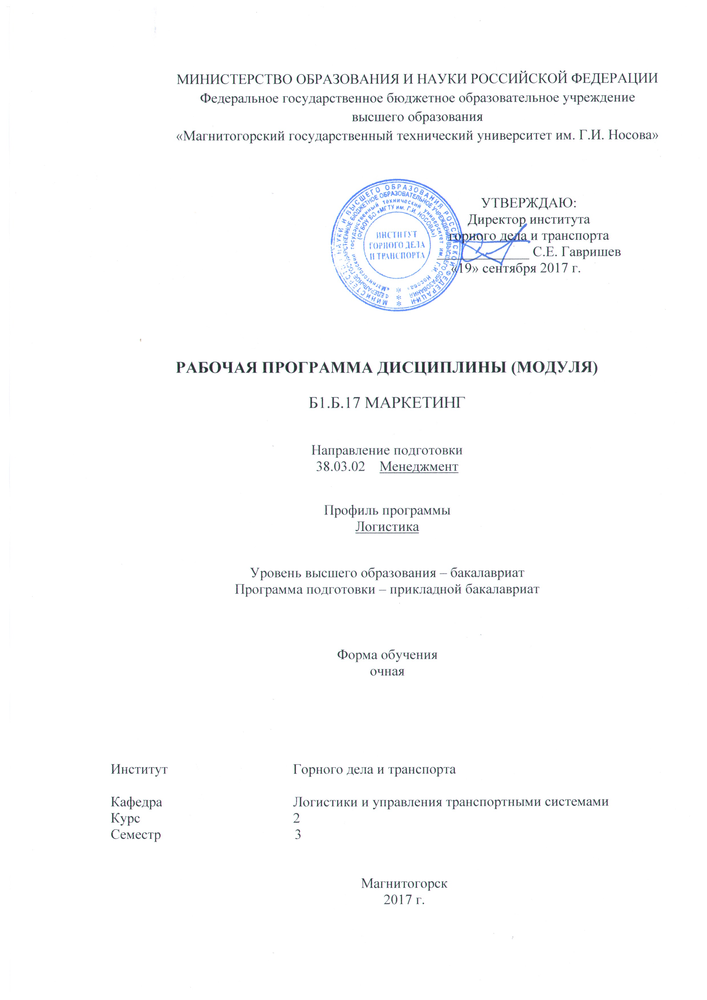 МИНИСТЕРСТВО ОБРАЗОВАНИЯ И НАУКИ РОССИЙСКОЙ ФЕДЕРАЦИИ
Федеральное государственное бюджетное образовательное учреждение
высшего образования
«Магнитогорский государственный технический университет им. Г.И. Носова»
УТВЕРЖДАЮ:
Директор института
горного дела и транспорта
С.Е. Гавришев
«19» сентября 2017 г.
МИНИСТЕРСТВО НАУКИ И ВЫСШЕГО ОБРАЗОВАНИЯ РОССИЙСКОЙ ФЕДЕРАЦИИ
ФЕДЕРАЛЬНОЕ ГОСУДАРСТВЕННОЕ БЮДЖЕТНОЕ ОБРАЗОВАТЕЛЬНОЕ УЧРЕЖДЕНИЕ ВЫСШЕГО ОБРАЗОВАНИЯ
«Магнитогорский государственный технический университет им. Г.И. Носова»
(ФГБОУ ВО «МГТУ им. Г.И. НОСОВА»)
ИНСТИТУТ
ГОРНОГО ДЕЛА
И ТРАНСПОРТА
РАБОЧАЯ ПРОГРАММА ДИСЦИПЛИНЫ (МОДУЛЯ)
Б1.Б.17 МАРКЕТИНГ
Направление подготовки
38.03.02 Менеджмент
Профиль программы
Логистика
Уровень высшего образования – бакалавриат
Программа подготовки – прикладной бакалавриат
Форма обучения
очная
Институт Горного дела и транспорта
Кафедра Логистики и управления транспортными системами
Курс 2
Семестр 3
Магнитогорск
2017 г.